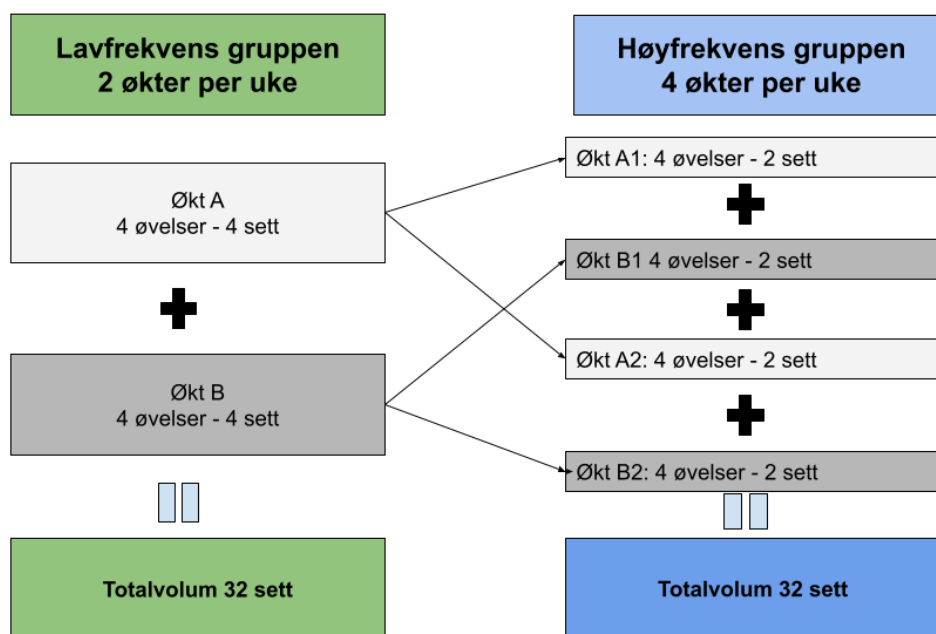 Lavfrekvens gruppen
2 økter per uke
Økt A
4 øvelser - 4 sett
Økt B
4 øvelser - 4 sett
Totalvolum 32 sett
Høyfrekvens gruppen
4 økter per uke
Økt A1: 4 øvelser - 2 sett
Økt B1 4 øvelser - 2 sett
Økt A2: 4 øvelser - 2 sett
Økt B2: 4 øvelser - 2 sett
Totalvolum 32 sett